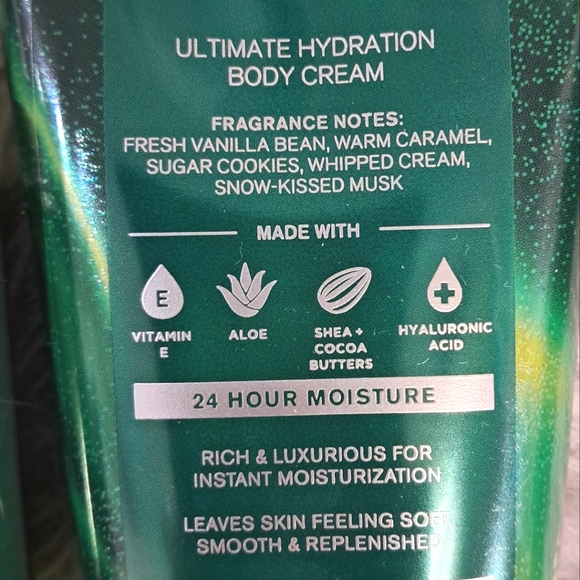 ULTIMATE HYDRATION
BODY CREAM
FRAGRANCE NOTES:
FRESH VANILLA BEAN, WARM CARAMEL,
SUGAR COOKIES, WHIPPED CREAM,
SNOW-KISSED MUSK
MADE WITH
E
VITAMIN
E
ALOE
SHEA +
COCOA
BUTTERS
HYALURONIC
ACID
24 HOUR MOISTURE
RICH & LUXURIOUS FOR
INSTANT MOISTURIZATION
LEAVES SKIN FEELING SOFT
SMOOTH & REPLENISHED